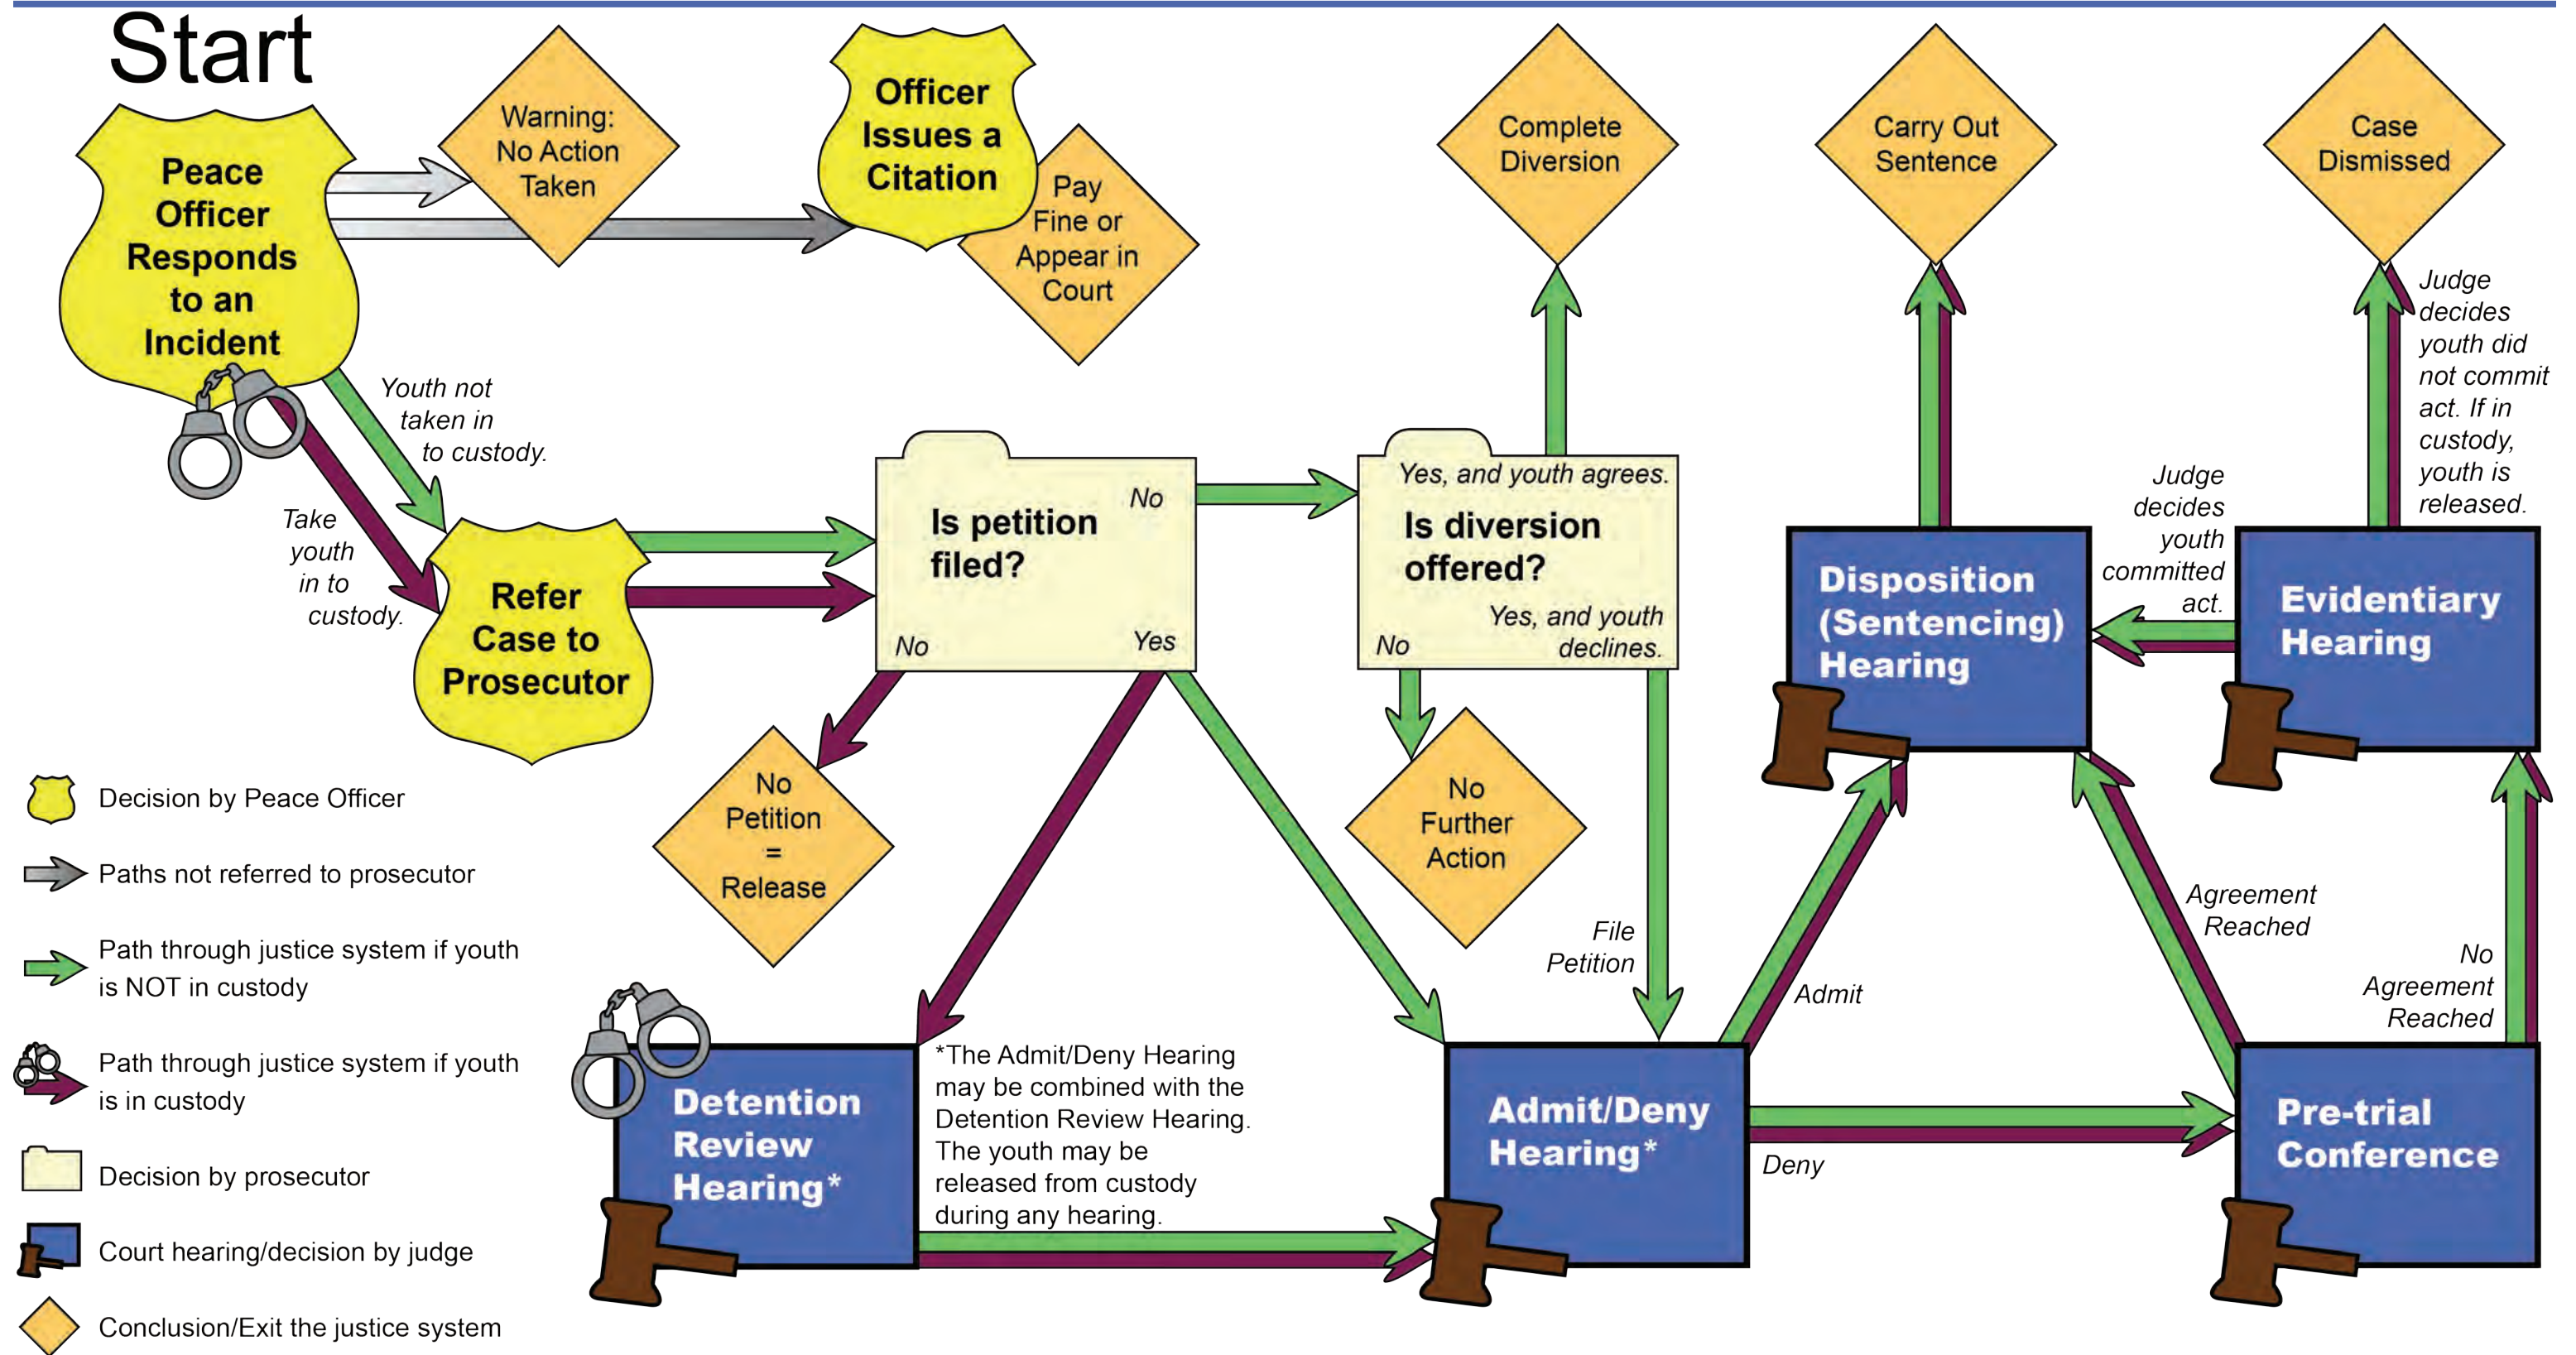 Start
Peace
Officer
Responds
to an
Incident
Warning:
No Action
Taken
Officer
Issues a
Citation
Pay
Fine or
Appear in
Court
Complete
Diversion
Carry Out
Sentence
Case
Dismissed
Youth not
taken in
to custody.
Take
youth
in to
custody.
Refer
Case to
Prosecutor
No
Is petition
filed?
No
Yes
Yes, and youth agrees.
Is diversion
offered?
Yes, and youth
declines.
No
Judge
decides
youth did
not commit
act. If in
custody,
youth is
released.
Judge
decides
youth
committed
act.
Disposition
(Sentencing)
Hearing
Evidentiary
Hearing
No
Petition
=
Release
No
Further
Action
File
Petition
Admit
Agreement
Reached
No
Agreement
Reached
Detention
Review
Hearing*
*The Admit/Deny Hearing
may be combined with the
Detention Review Hearing.
The youth may be
released from custody
during any hearing.
Admit/Deny
Hearing*
Deny
Pre-trial
Conference
Decision by Peace Officer
Paths not referred to prosecutor
Path through justice system if youth
is NOT in custody
Path through justice system if youth
is in custody
Decision by prosecutor
Court hearing/decision by judge
Conclusion/Exit the justice system